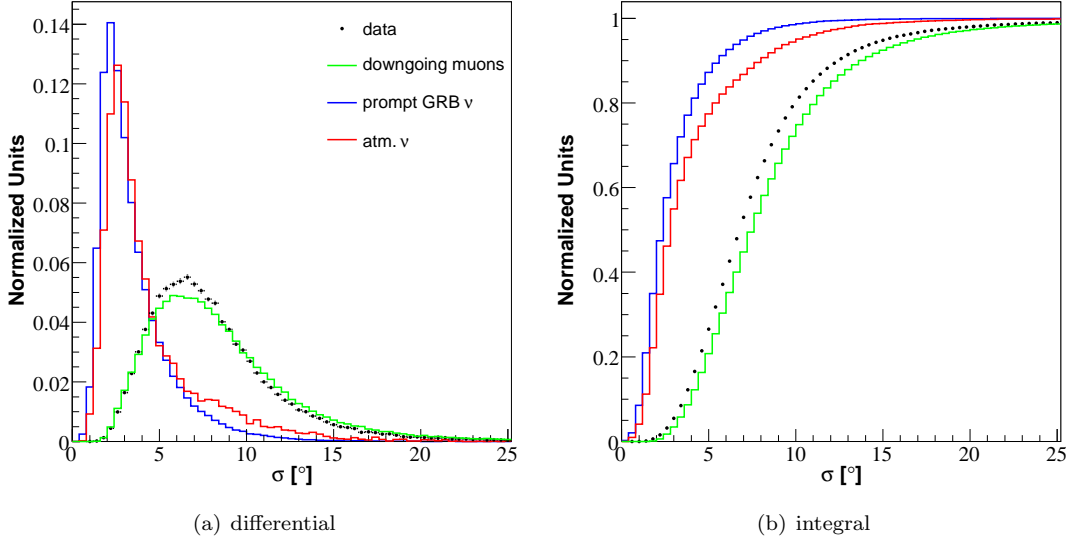 Normalized Units
0.14
0.12
0.1
0.08
0.06
0.04
0.02
0
data
downgoing muons
prompt GRB ν
atm. ν
0 5 10 15 20 25
σ [°]
(a) differential
Normalized Units
1
0.8
0.6
0.4
0.2
0
0 5 10 15 20 25
σ [°]
(b) integral